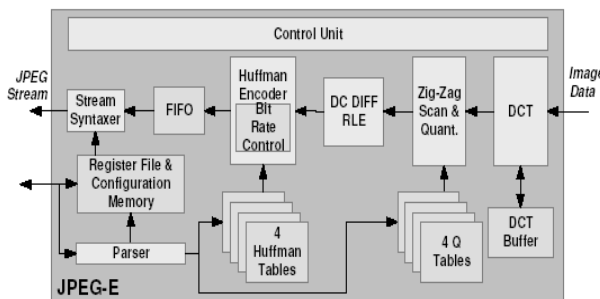 Control Unit
JPEG
Stream
Stream
Syntaxer
FIFO
Huffman
Encoder
Bit
Rate
Control
DC DIFF
RLE
Zig-Zag
Scan
& Quant.
DCT
Image
Data
Register File &
Configuration
Memory
Parser
4
Huffman
Tables
4 Q
Tables
DCT
Buffer
JPEG-E